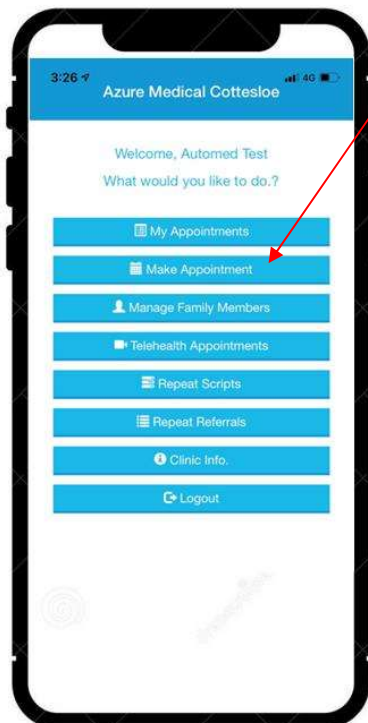 3:26
4G
Azure Medical Cottesloe
Welcome, Automed Test
What would you like to do.?
My Appointments
Make Appointment
Manage Family Members
Telehealth Appointments
Repeat Scripts
Repeat Referrals
Clinic Info.
Logout